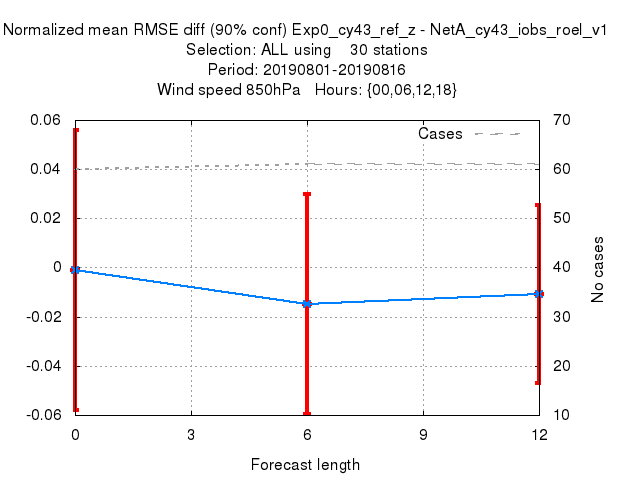 Normalized mean RMSE diff (90% conf) Exp0_cy43_ref_z - NetA_cy43_iobs_roel_v1
Selection: ALL using 30 stations
Period: 20190801-20190816
Wind speed 850hPa Hours: {00,06,12,18}
Cases
0.06
0.04
0.02
0
-0.02
-0.04
-0.06
70
60
50
40
30
20
10
No cases
0 3 6 9 12
Forecast length